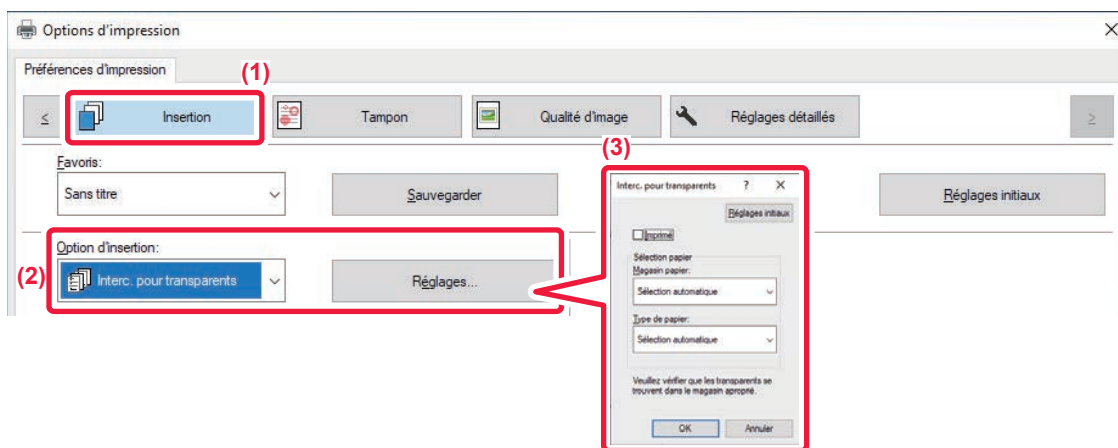 Options d'impression
Préférences d'impression
(1)
< Insertion Tampon Qualité d'image Réglages détaillés >
(3)
Favoris:
Sans titre Sauvegarder Réglages initiaux
(2)
Option d'insertion:
Interc. pour transparents Réglages...
Interc. pour transparents ? ×
Réglages initiaux
Imprimé
Sélection papier
Magasin papier:
Sélection automatique
Type de papier:
Sélection automatique
Veuillez vérifier que les transparents se
trouvent dans le magasin approprié.
OK Annuler